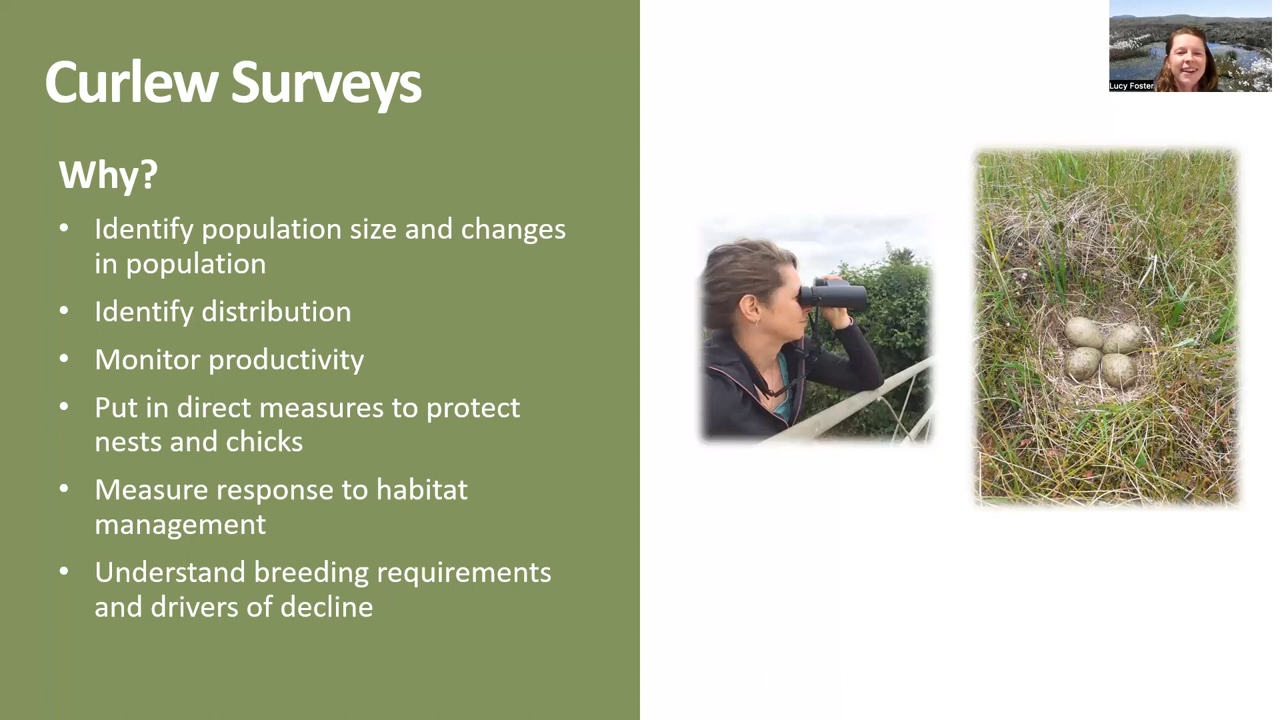 Curlew Surveys
Why?
• Identify population size and changes
in population
• Identify distribution
• Monitor productivity
• Put in direct measures to protect
nests and chicks
• Measure response to habitat
management
• Understand breeding requirements
and drivers of decline
Lucy Foster